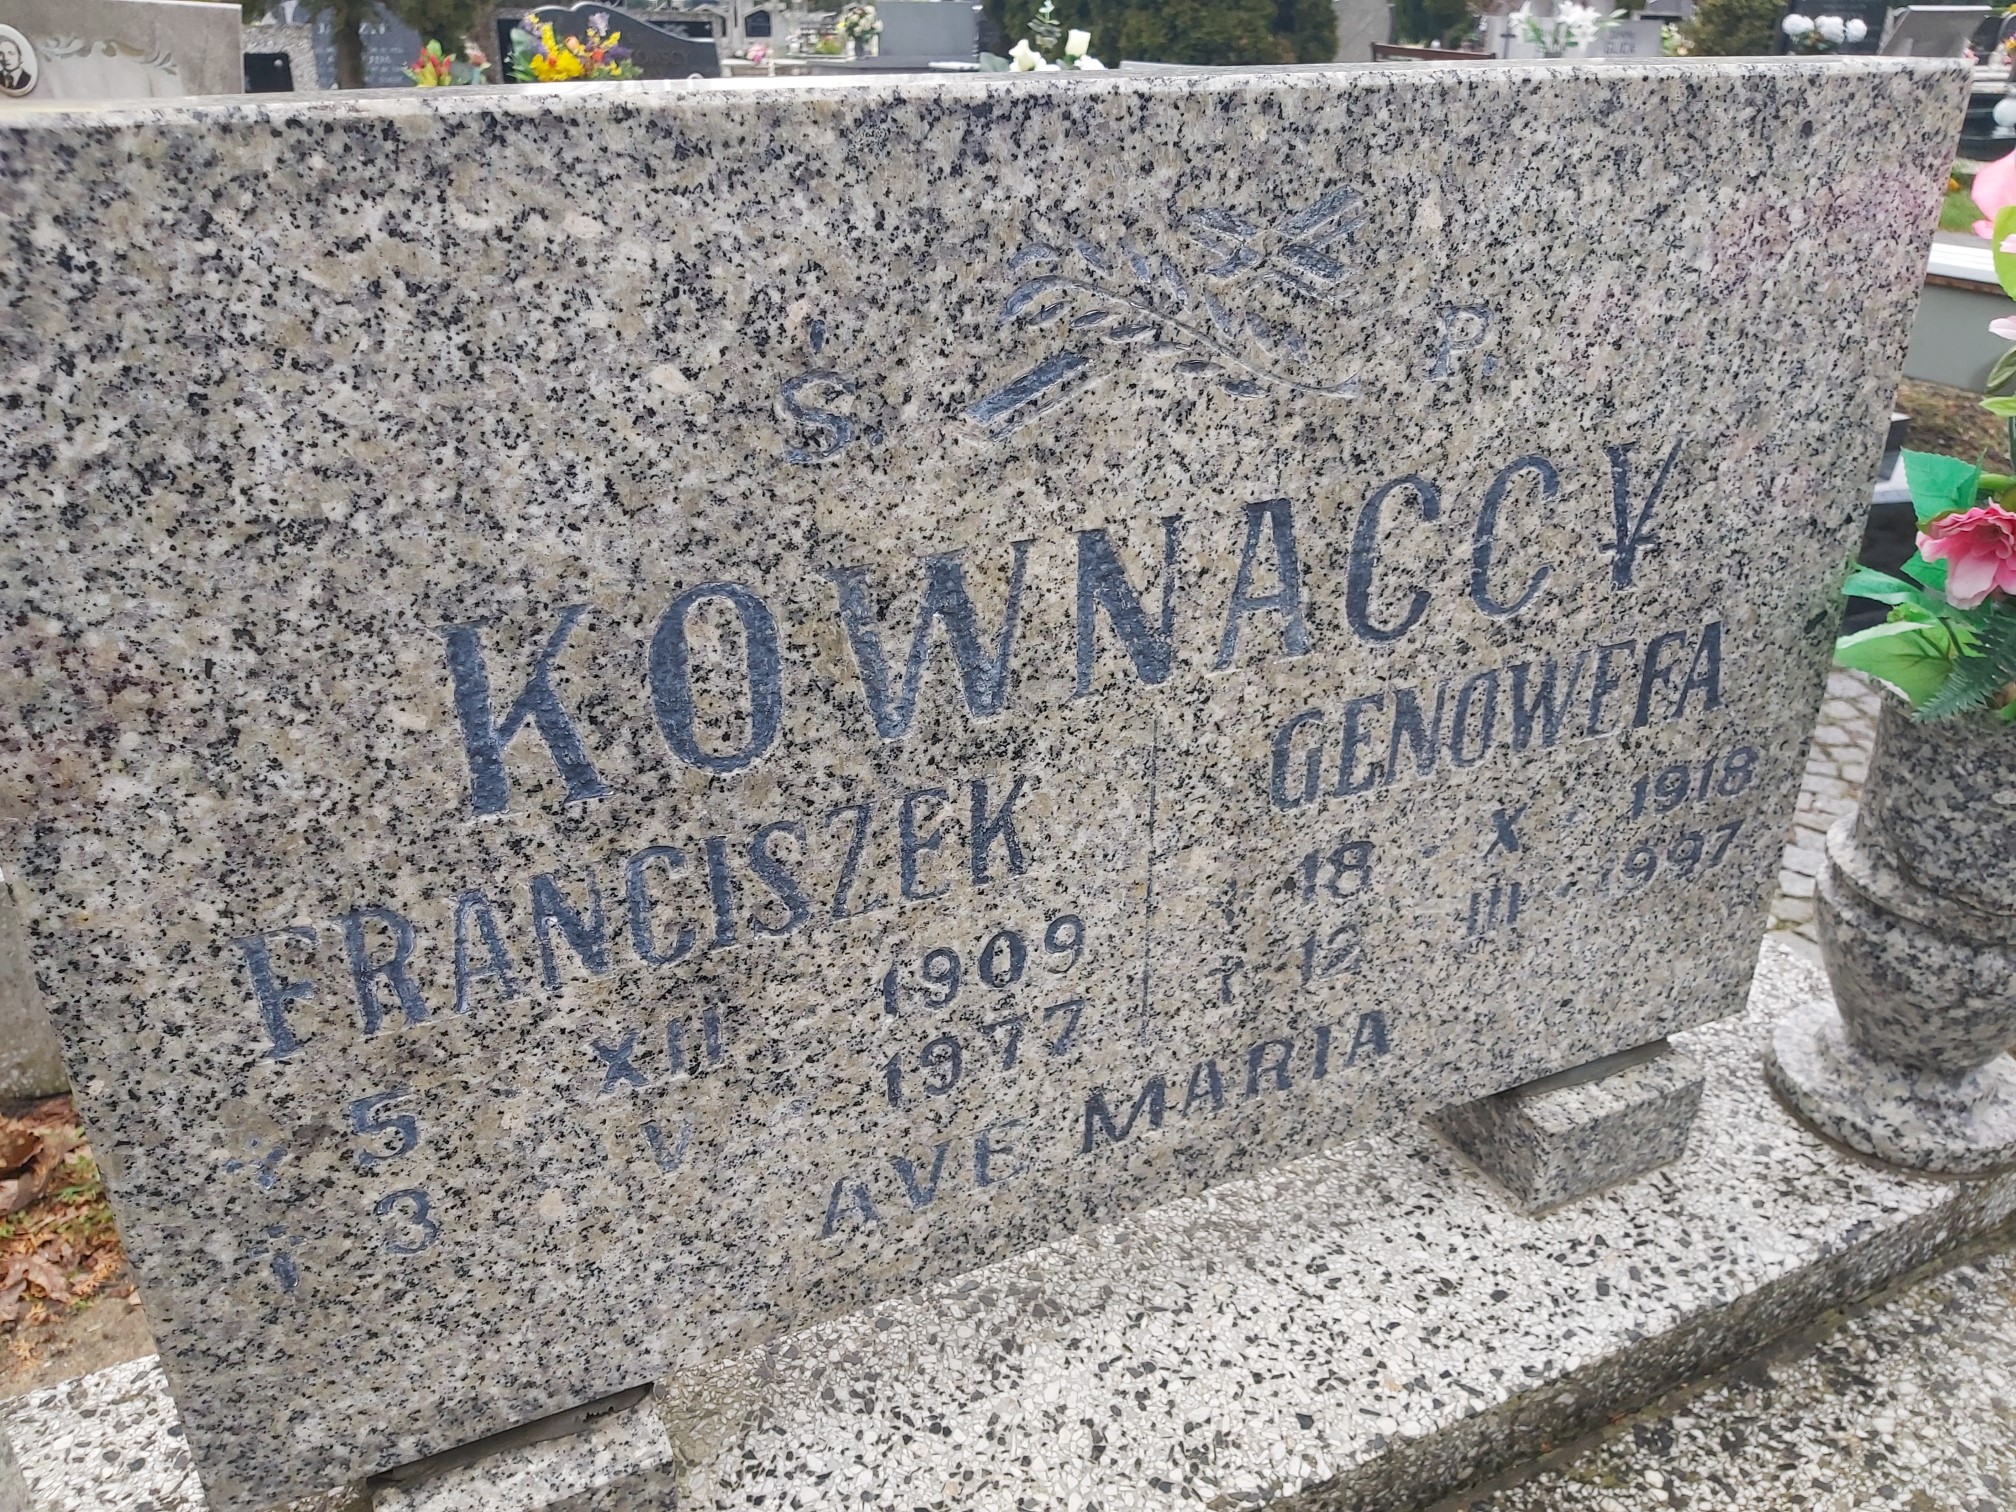 Ś. P.
KOWNACCY
FRANCISZEK
5 XII 1909
† 3 V 1977
GENOWEFA
18 X 1918
† 12 III 1997
AVE MARIA